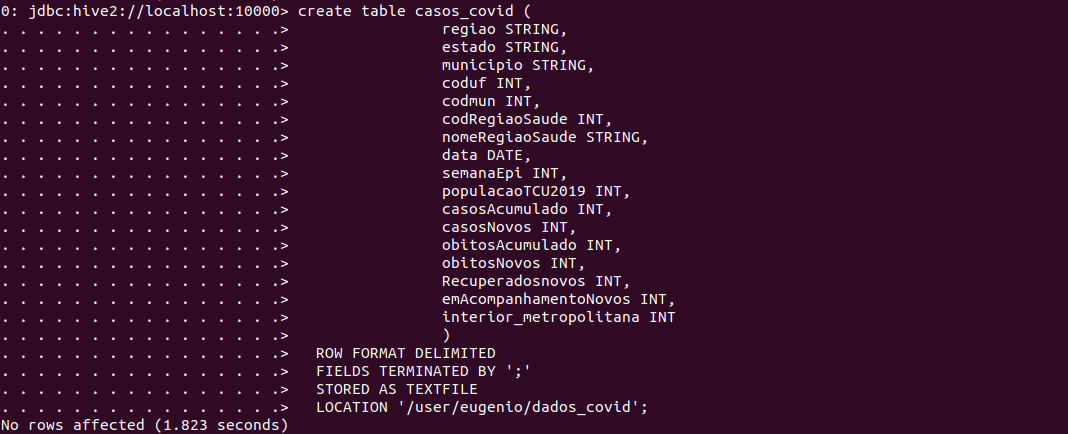 0: jdbc:hive2://localhost:10000> create table casos_covid (
. . . . . . . . . . . . . . . .>                 regiao STRING,
. . . . . . . . . . . . . . . .>                 estado STRING,
. . . . . . . . . . . . . . . .>                 municipio STRING,
. . . . . . . . . . . . . . . .>                 coduf INT,
. . . . . . . . . . . . . . . .>                 codmun INT,
. . . . . . . . . . . . . . . .>                 codRegiaoSaude INT,
. . . . . . . . . . . . . . . .>                 nomeRegiaoSaude STRING,
. . . . . . . . . . . . . . . .>                 data DATE,
. . . . . . . . . . . . . . . .>                 semanaEpi INT,
. . . . . . . . . . . . . . . .>                 populacaoTCU2019 INT,
. . . . . . . . . . . . . . . .>                 casosAcumulado INT,
. . . . . . . . . . . . . . . .>                 casosNovos INT,
. . . . . . . . . . . . . . . .>                 obitosAcumulado INT,
. . . . . . . . . . . . . . . .>                 obitosNovos INT,
. . . . . . . . . . . . . . . .>                 Recuperadosnovos INT,
. . . . . . . . . . . . . . . .>                 emAcompanhamentoNovos INT,
. . . . . . . . . . . . . . . .>                 interior_metropolitana INT
. . . . . . . . . . . . . . . .>                 )
. . . . . . . . . . . . . . . .>   ROW FORMAT DELIMITED
. . . . . . . . . . . . . . . .>   FIELDS TERMINATED BY ';'
. . . . . . . . . . . . . . . .>   STORED AS TEXTFILE
. . . . . . . . . . . . . . . .>   LOCATION '/user/eugenio/dados_covid';
No rows affected (1.823 seconds)